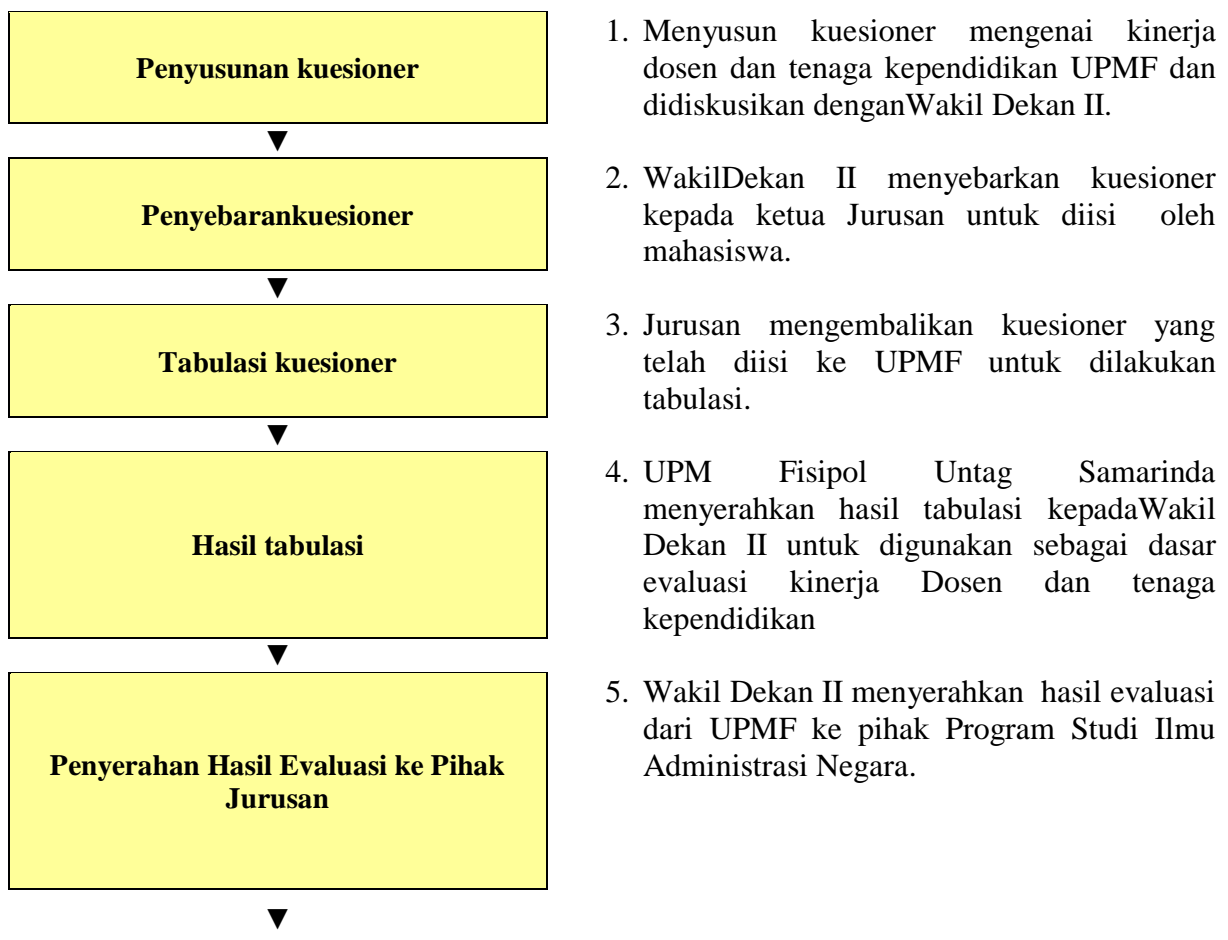 Penyusunan kuesioner
1. Menyusun kuesioner mengenai kinerja
dosen dan tenaga kependidikan UPMF dan
didiskusikan denganWakil Dekan II.
▼
Penyebarankuesioner
2. WakilDekan II menyebarkan kuesioner
kepada ketua Jurusan untuk diisi oleh
mahasiswa.
▼
Tabulasi kuesioner
3. Jurusan mengembalikan kuesioner yang
telah diisi ke UPMF untuk dilakukan
tabulasi.
▼
Hasil tabulasi
4. UPM Fisipol Untag Samarinda
menyerahkan hasil tabulasi kepadaWakil
Dekan II untuk digunakan sebagai dasar
evaluasi kinerja Dosen dan tenaga
kependidikan
▼
Penyerahan Hasil Evaluasi ke Pihak
Jurusan
5. Wakil Dekan II menyerahkan hasil evaluasi
dari UPMF ke pihak Program Studi Ilmu
Administrasi Negara.
▼